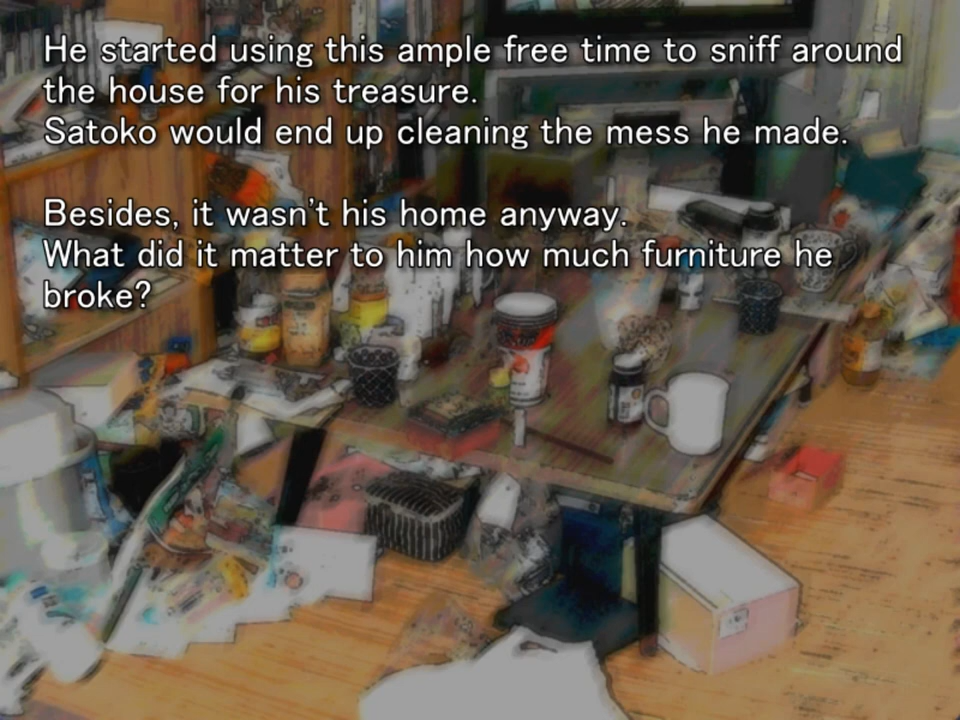 He started using this ample free time to sniff around
the house for his treasure.
Satoko would end up cleaning the mess he made.
Besides, it wasn't his home anyway.
What did it matter to him how much furniture he
broke?